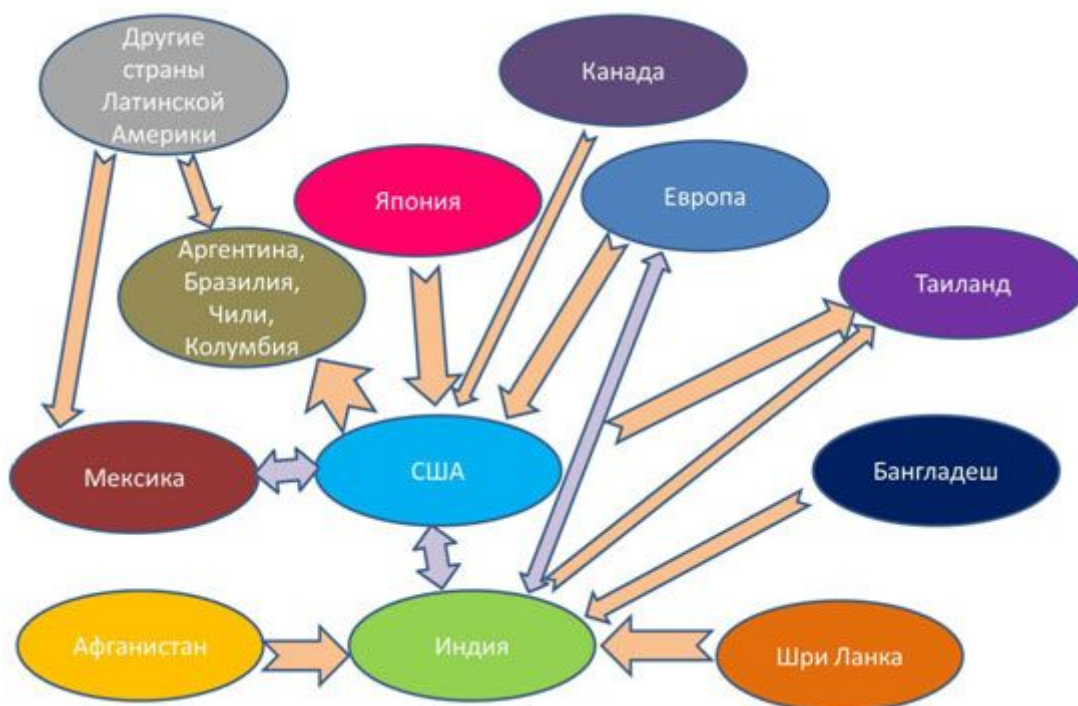 Другие
страны
Латинской
Америки
Канада
Япония
Европа
Аргентина,
Бразилия,
Чили,
Колумбия
Таиланд
Мексика
США
Бангладеш
Афганистан
Индия
Шри Ланка